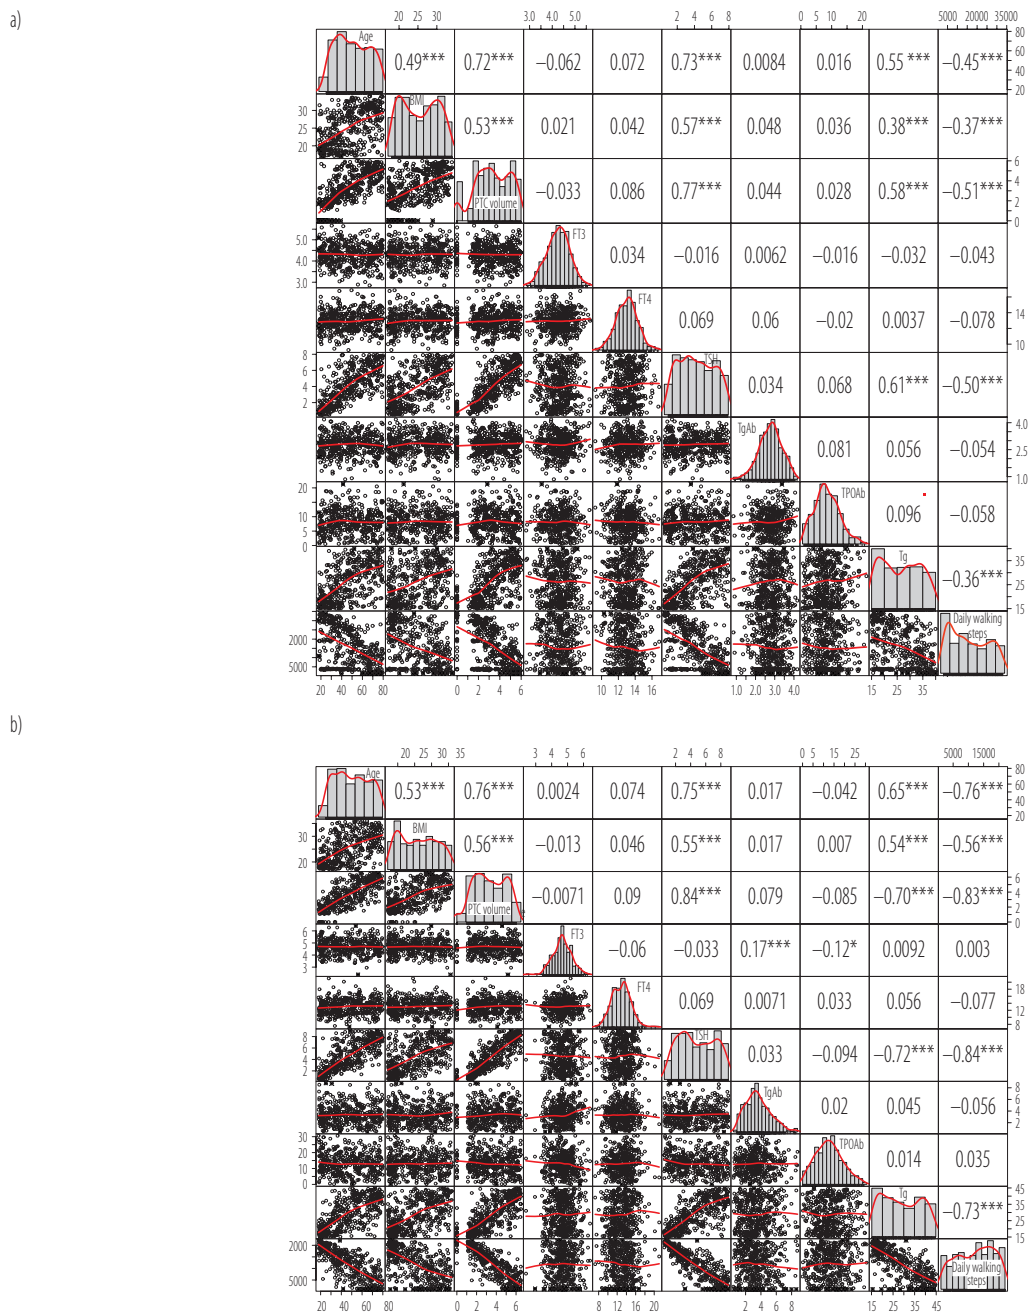 a)
20 30
3.0 4.0 5.0
2 4 6 8
0 5 10
5000 20000 35000
Age
0.49*** 0.72*** −0.062 0.072 0.73*** 0.0084 0.016 0.55 *** −0.45***
80
60
40
20
30
25
20
BMI
0.53*** 0.021 0.042 0.57*** 0.048 0.036 0.38*** −0.37***
PTC volume
−0.033 0.086 0.77*** 0.044 0.028 0.58*** −0.51***
6
4
2
0
5.0
4.0
3.0
FT3
0.034 −0.016 0.0062 −0.016 −0.032 −0.043
FT4
0.069 0.06 −0.02 0.0037 −0.078
14
10
8
6
4
2
TSH
0.034 0.068 0.61*** −0.50***
TgAb
0.081 0.056 −0.054
4.0
2.5
1.0
20
15
10
5
0
TPOAb
0.096 −0.058
Tg
−0.36***
35
25
15
2000
5000
Daily walking
steps
20 40 60 80
0 2 4 6
10 12 14 16
1.0 2.0 3.0 4.0
15 25 35
b)
20 25 30 35
3 4 5 6
2 4 6 8
0 5 15 25
5000 15000
Age
0.53*** 0.76*** 0.0024 0.074 0.75*** 0.017 −0.042 0.65*** −0.76***
80
60
40
20
30
20
BMI
0.56*** −0.013 0.046 0.55*** 0.017 0.007 0.54*** −0.56***
PTC volume
−0.0071 0.09 0.84*** 0.079 −0.085 −0.70*** −0.83***
6
4
2
0
6
5
4
3
FT3
−0.06 −0.033 0.17*** −0.12* 0.0092 0.003
FT4
0.069 0.0071 0.033 0.056 −0.077
18
12
8
8
6
4
2
TSH
0.033 −0.094 −0.72*** −0.84***
TgAb
0.02 0.045 −0.056
8
6
4
2
30
20
10
0
TPOAb
0.014 0.035
Tg
−0.73***
45
35
25
15
2000
5000
Daily walking
steps
20 40 60 80
0 2 4 6
8 12 14 20
2 4 6 8
15 25 35 45